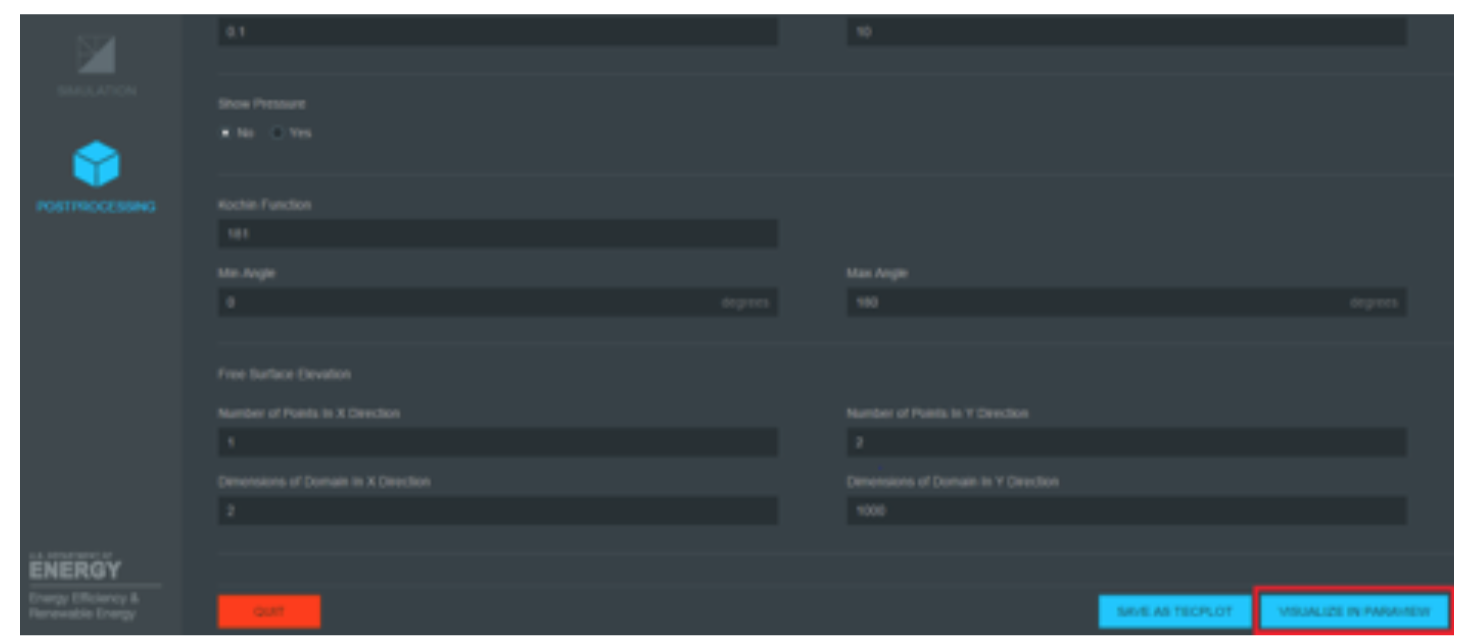 0.1
10
SIMULATION
Show Pressure
No Yes
POSTPROCESSING
Kochin Function
181
Min Angle
Max Angle
0 degrees
180 degrees
Free Surface Elevation
Number of Points In X Direction
Number of Points In Y Direction
1
2
Dimensions of Domain In X Direction
Dimensions of Domain In Y Direction
2
1000
U.S. DEPARTMENT OF
ENERGY
Energy Efficiency &
Renewable Energy
QUIT
SAVE AS TECPLOT
VISUALIZE IN PARAVIEW